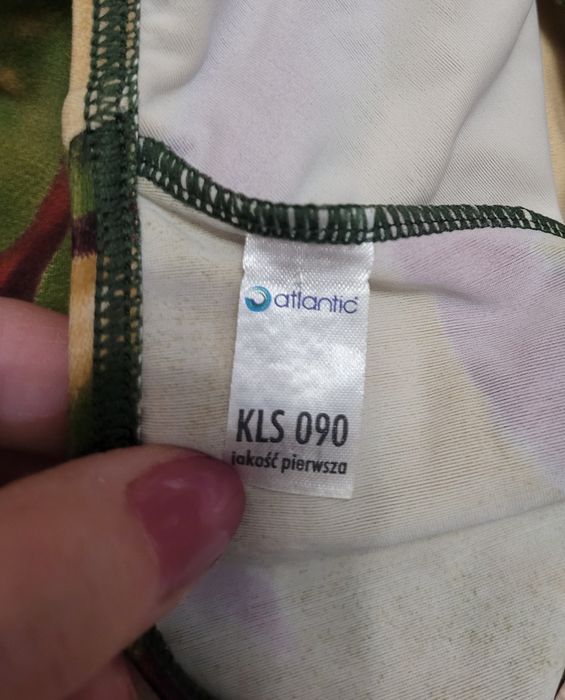 atlantic
KLS 090
jakość pierwsza